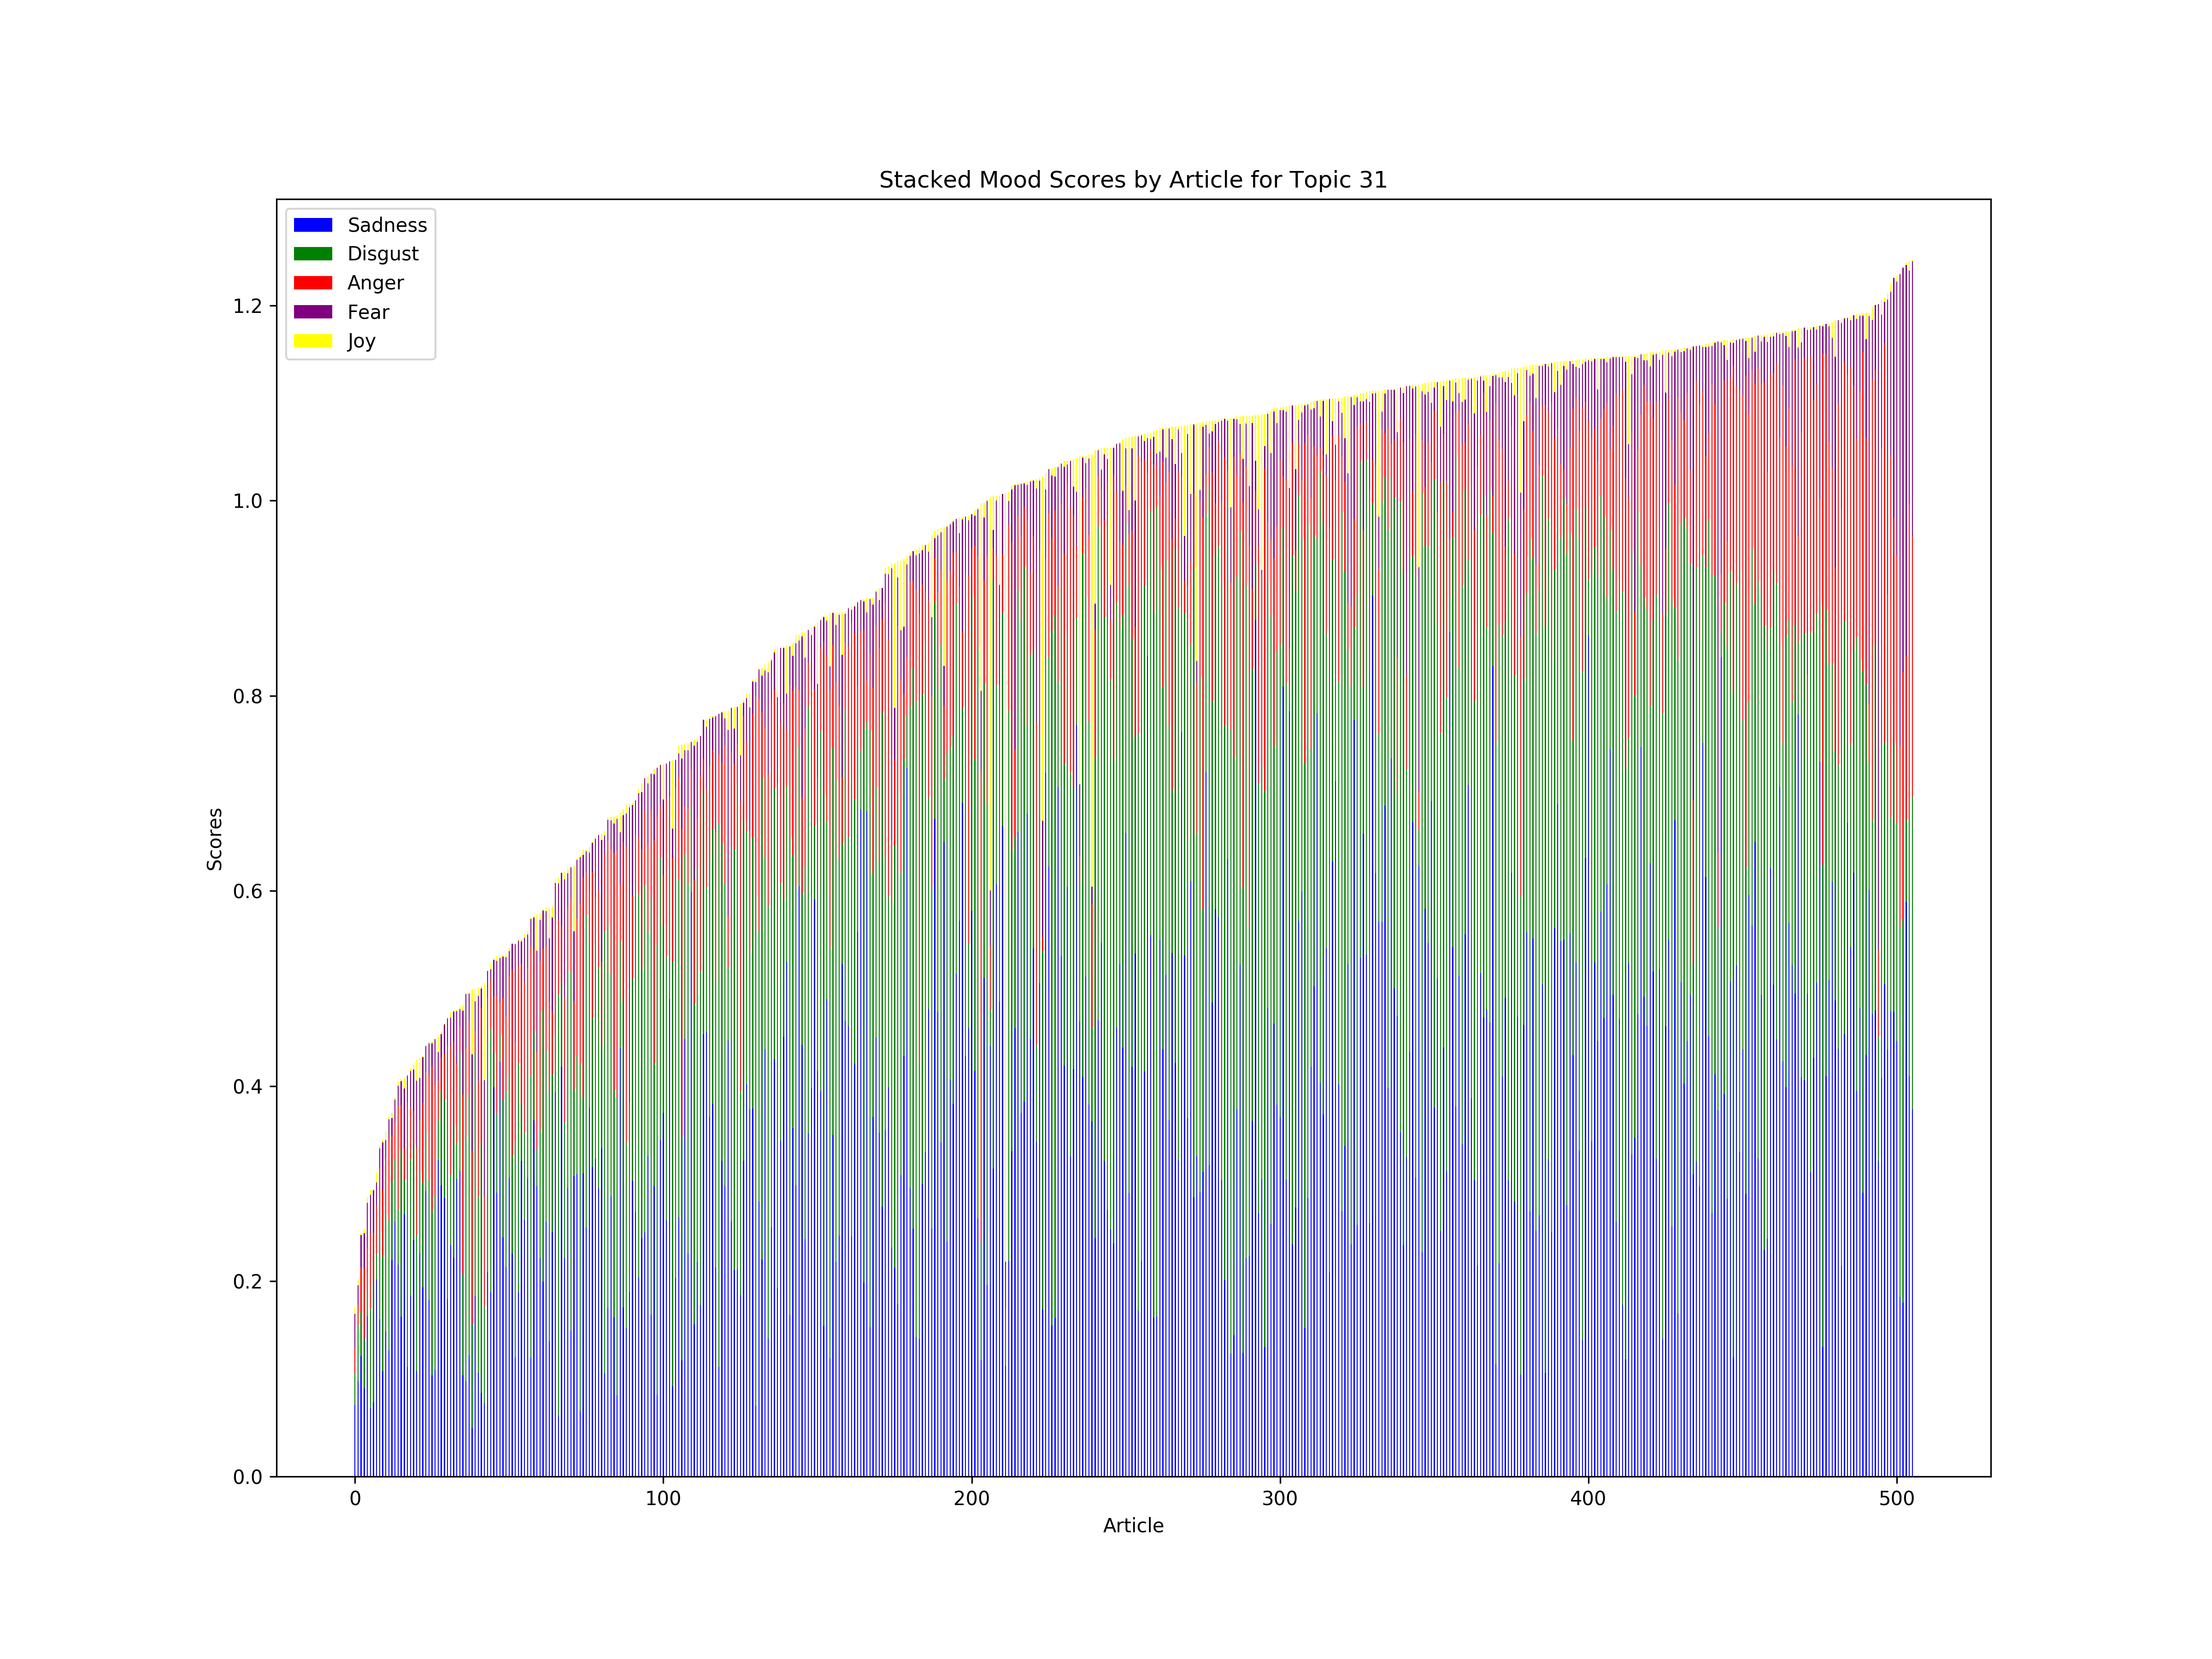 Stacked Mood Scores by Article for Topic 31
Sadness
Disgust
Anger
Fear
Joy
1.2
1.0
0.8
0.6
0.4
0.2
0.0
Scores
0 100 200 300 400 500
Article